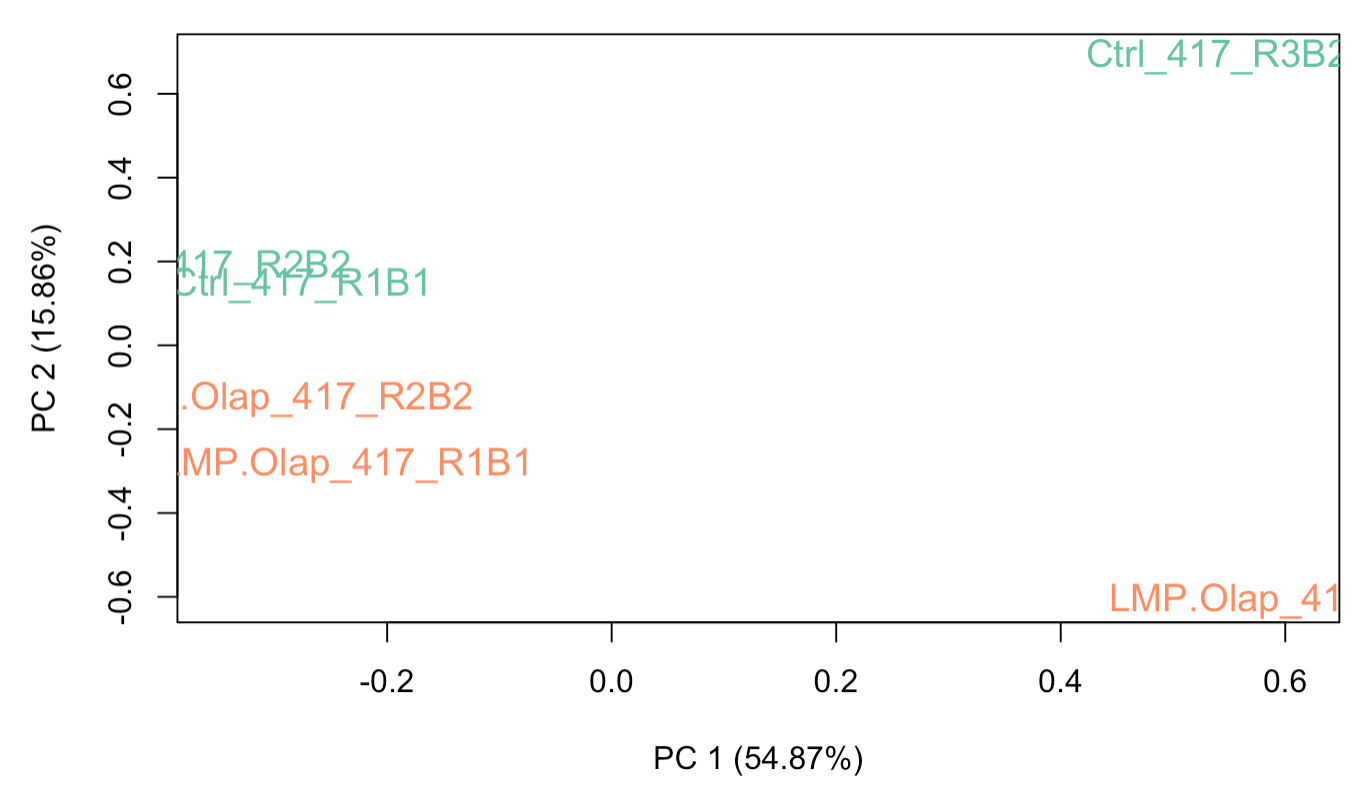 Ctrl_417_R3B2
0.6
0.4
0.2
0.0
-0.2
-0.4
-0.6
PC 2 (15.86%)
417_R2B2
Ctrl_417_R1B1
.Olap_417_R2B2
MP.Olap_417_R1B1
LMP.Olap_41
-0.2
0.0
0.2
0.4
0.6
PC 1 (54.87%)